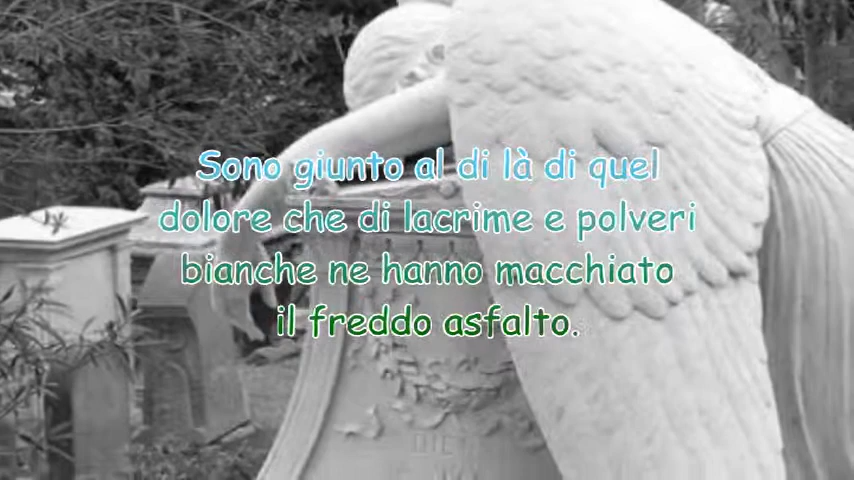 Sono giunto al di là di quel
dolore che di lacrime e polveri
bianche ne hanno macchiato
il freddo asfalto.